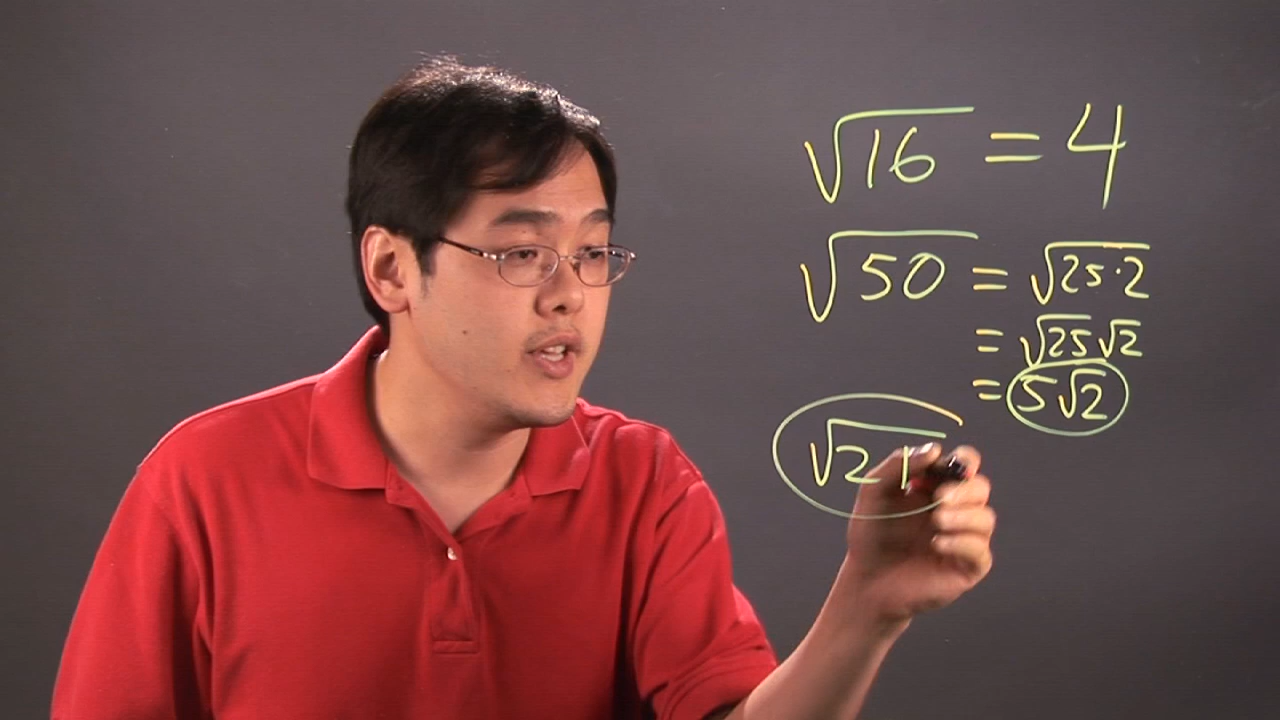 √16 = 4
√50 = √25·2
= √25√2
= 5√2
√21